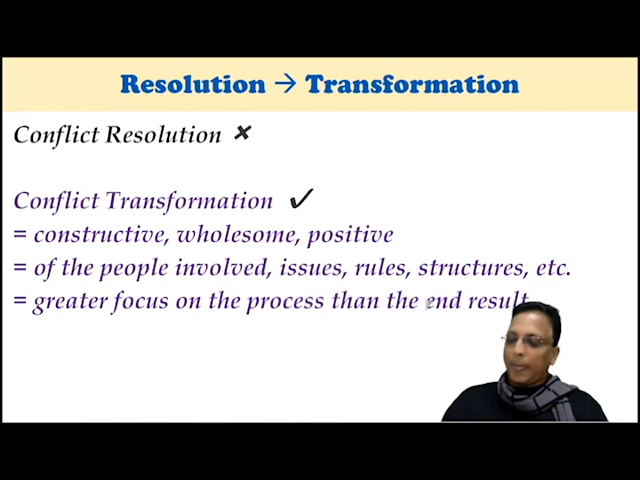 Resolution → Transformation
Conflict Resolution ✖
Conflict Transformation ✓
= constructive, wholesome, positive
= of the people involved, issues, rules, structures, etc.
= greater focus on the process than the end result